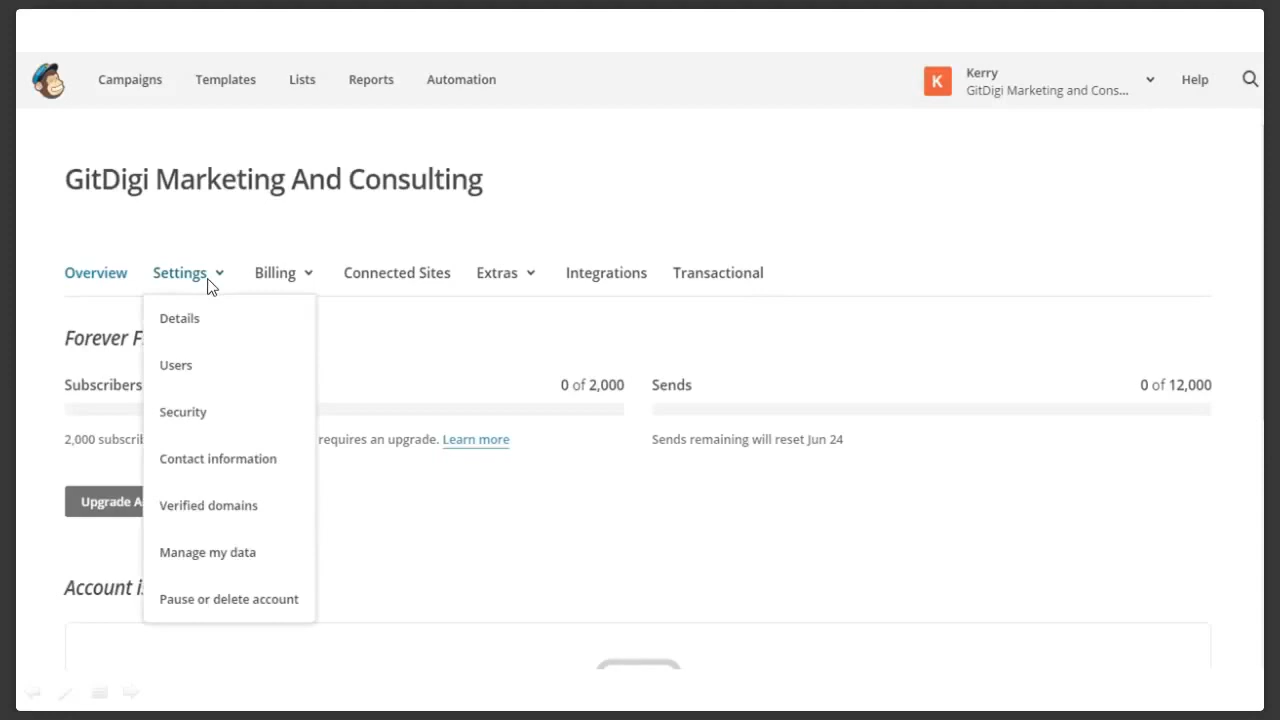 Campaigns Templates Lists Reports Automation
K
Kerry
GitDigi Marketing and Cons...
Help
GitDigi Marketing And Consulting
Overview Settings Billing Connected Sites Extras Integrations Transactional
Details
Users
Security
Contact information
Verified domains
Manage my data
Pause or delete account
Forever F
Subscribers 0 of 2,000
2,000 subscrib requires an upgrade. Learn more
Upgrade A
Sends 0 of 12,000
Sends remaining will reset Jun 24
Account i